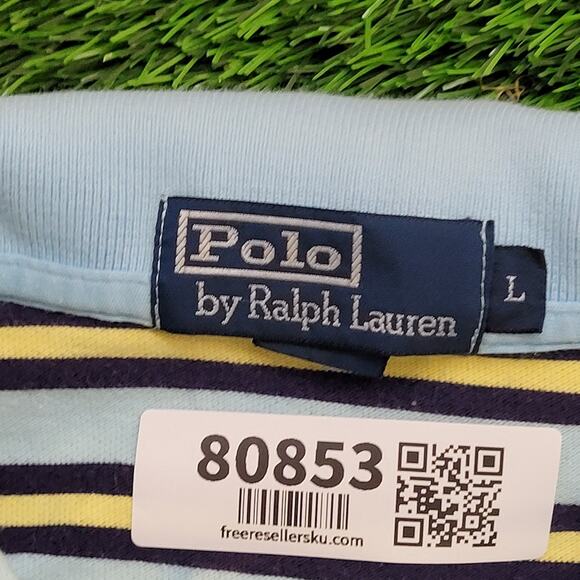 Polo
by Ralph Lauren
L
80853
freeresellersku.com